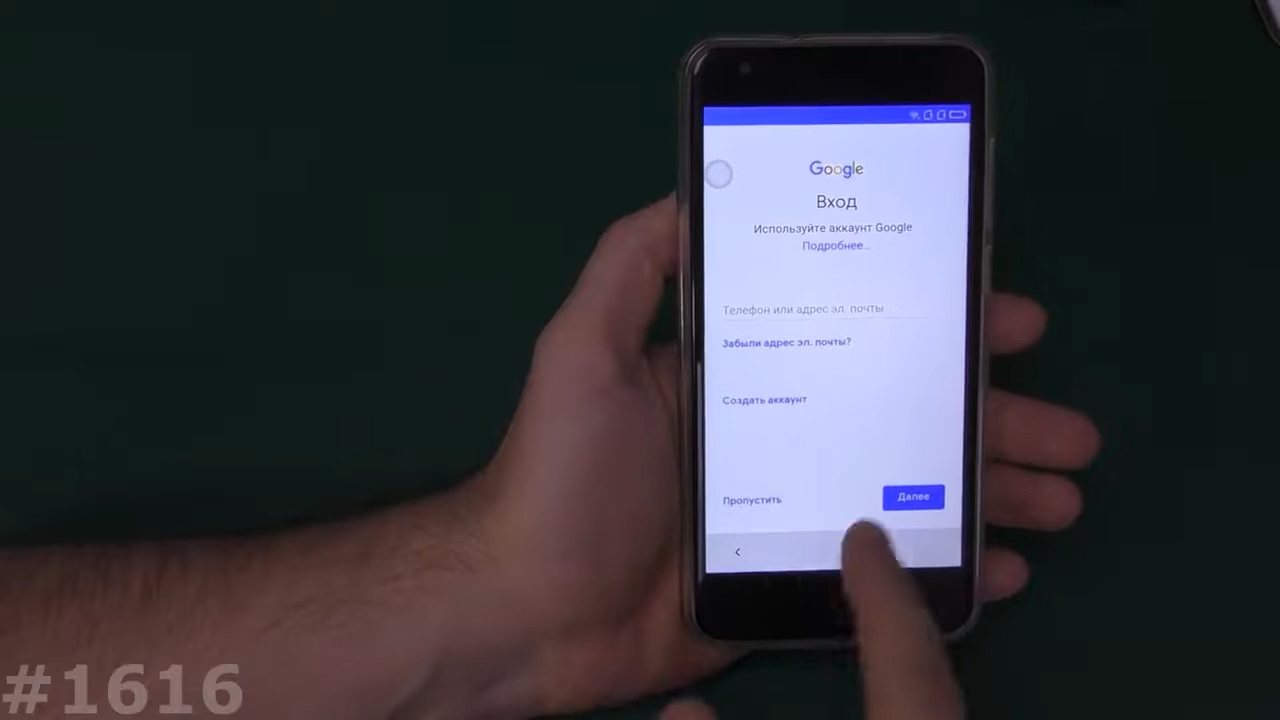 Google
Вход
Используйте аккаунт Google
Подробнее...
Телефон или адрес эл. почты
Забыли адрес эл. почты?
Создать аккаунт
Пропустить
Далее
#1616